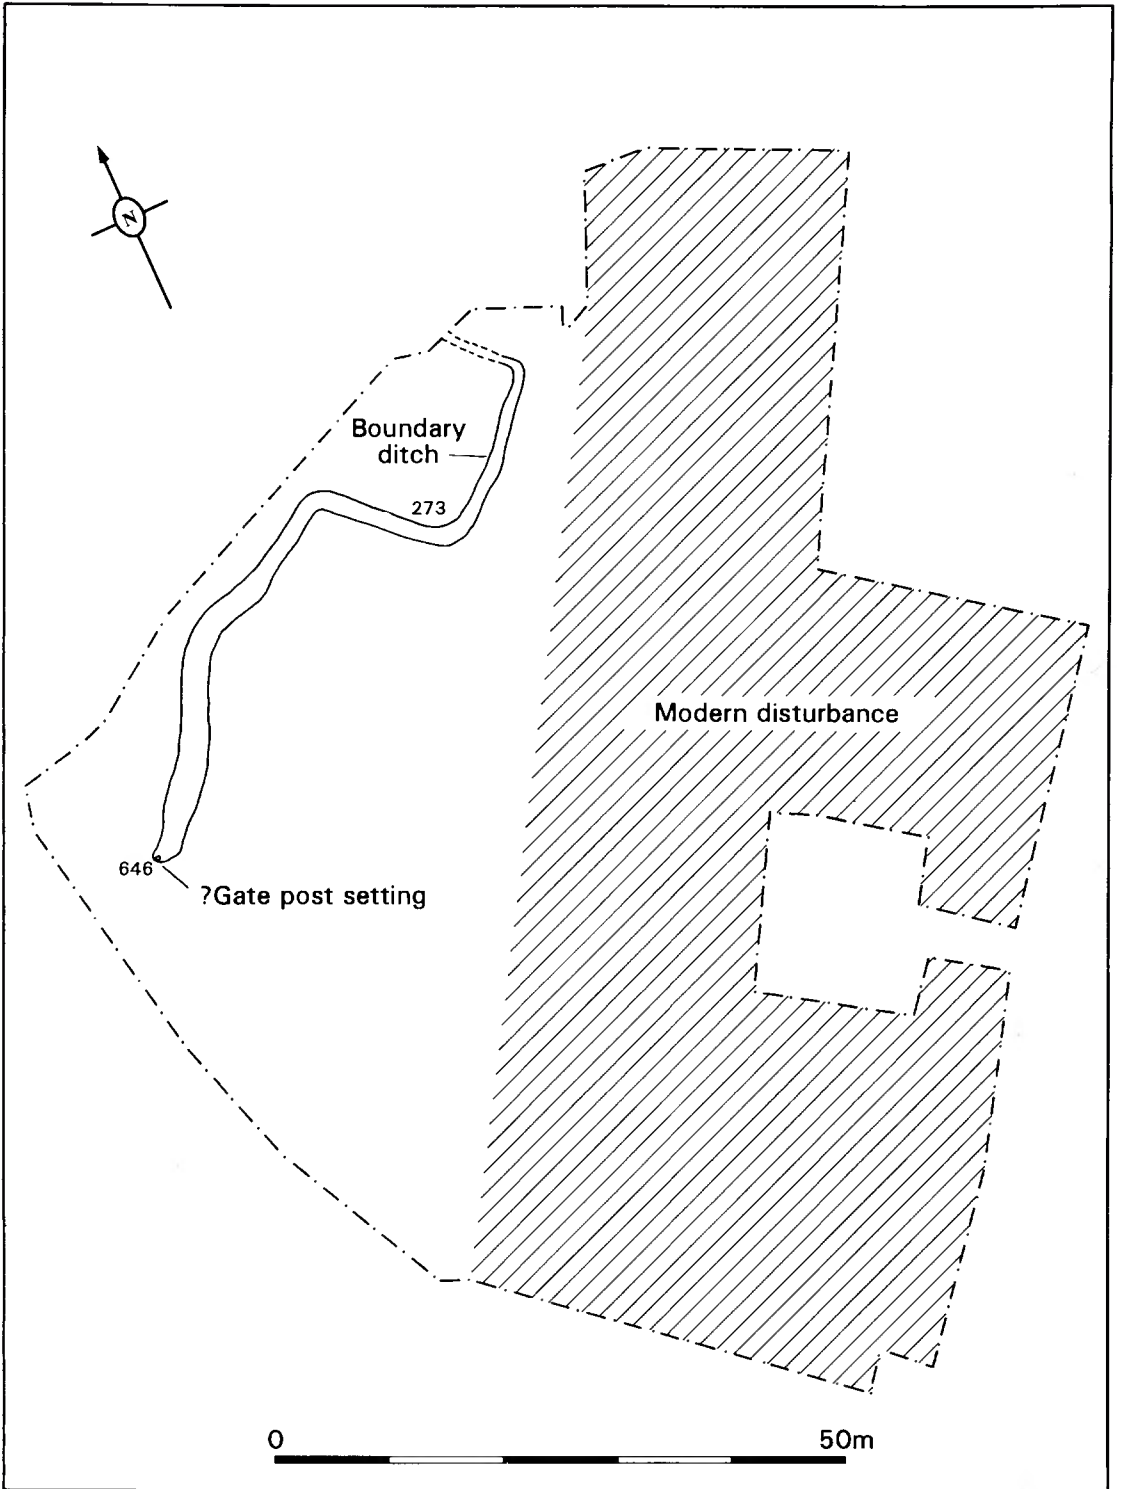 N
Boundary
ditch
273
Modern disturbance
646
?Gate post setting
0 50m